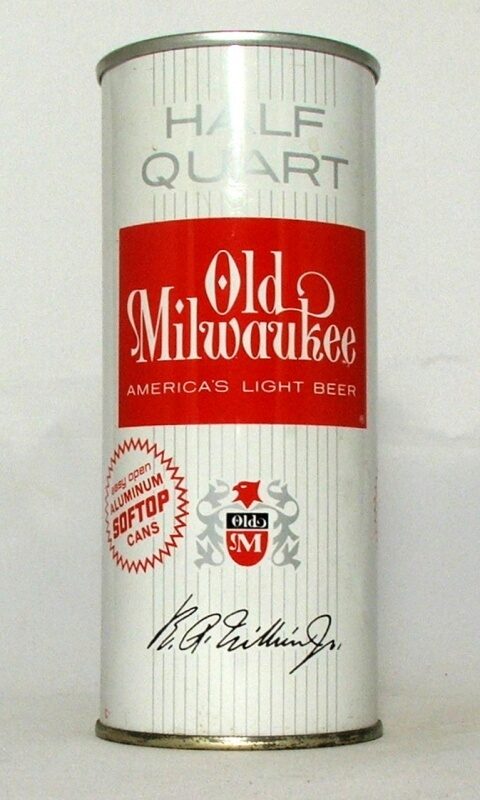 HALF
QUART
Old
Milwaukee
AMERICA'S LIGHT BEER
easy open
ALUMINUM
SOFTOP
CANS
Old
M